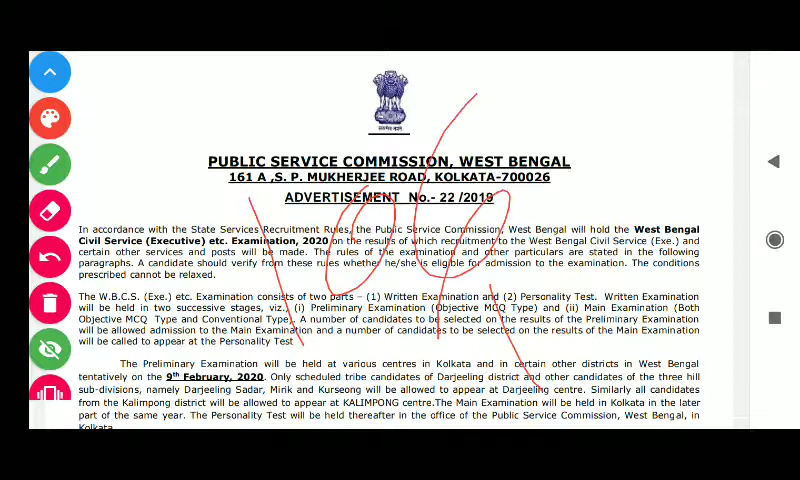 सत्यमेव जयते
PUBLIC SERVICE COMMISSION, WEST BENGAL
161 A ,S. P. MUKHERJEE ROAD, KOLKATA-700026
ADVERTISEMENT No.- 22 /2019
In accordance with the State Services Recruitment Rules, the Public Service Commission, West Bengal will hold the West Bengal
Civil Service (Executive) etc. Examination, 2020 on the results of which recruitment to the West Bengal Civil Service (Exe.) and
certain other services and posts will be made. The rules of the examination and other particulars are stated in the following
paragraphs. A candidate should verify from these rules whether he/she is eligible for admission to the examination. The conditions
prescribed cannot be relaxed.
The W.B.C.S. (Exe.) etc. Examination consists of two parts – (1) Written Examination and (2) Personality Test. Written Examination
will be held in two successive stages, viz., (i) Preliminary Examination (Objective MCQ Type) and (ii) Main Examination (Both
Objective MCQ Type and Conventional Type). A number of candidates to be selected on the results of the Preliminary Examination
will be allowed admission to the Main Examination and a number of candidates to be selected on the results of the Main Examination
will be called to appear at the Personality Test
The Preliminary Examination will be held at various centres in Kolkata and in certain other districts in West Bengal
tentatively on the 9th February, 2020. Only scheduled tribe candidates of Darjeeling district and other candidates of the three hill
sub-divisions, namely Darjeeling Sadar, Mirik and Kurseong will be allowed to appear at Darjeeling centre. Similarly all candidates
from the Kalimpong district will be allowed to appear at KALIMPONG centre.The Main Examination will be held in Kolkata in the later
part of the same year. The Personality Test will be held thereafter in the office of the Public Service Commission, West Bengal, in
Kolkata